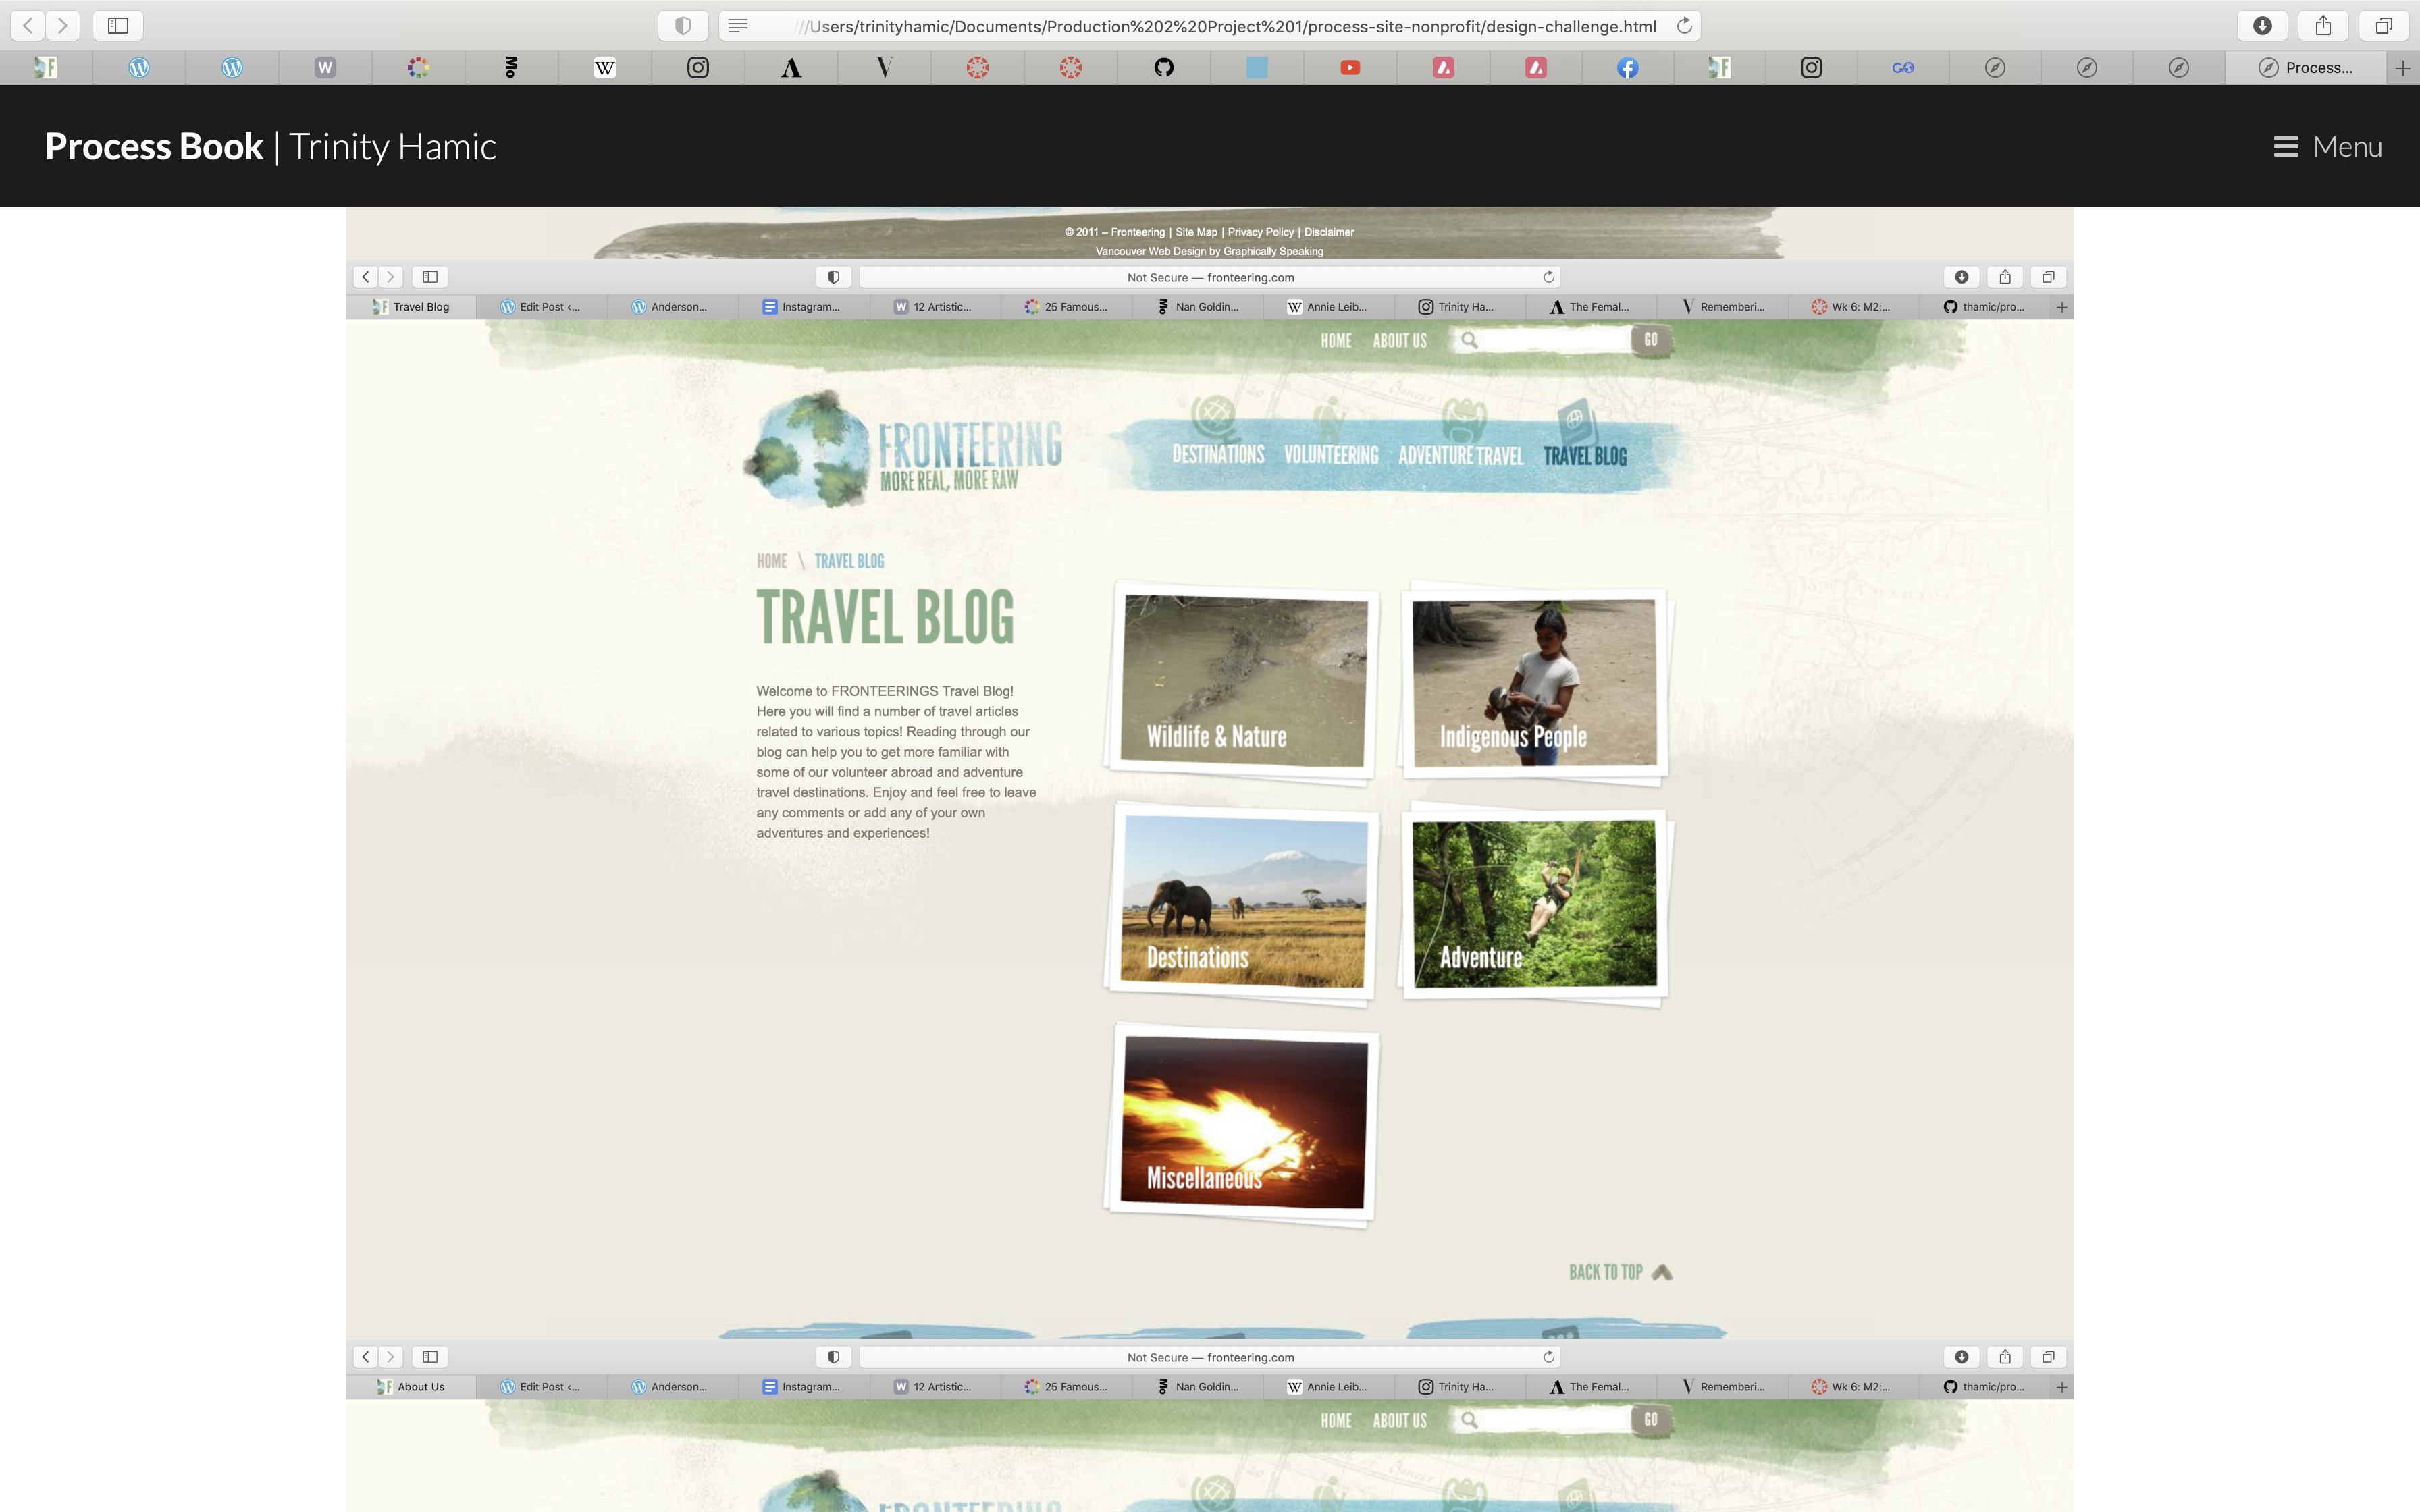 ///Users/trinityhamic/Documents/Production%202%20Project%201/process-site-nonprofit/design-challenge.html
Process...
Process Book | Trinity Hamic
Menu
© 2011 – Fronteering | Site Map | Privacy Policy | Disclaimer
Vancouver Web Design by Graphically Speaking
Not Secure — fronteering.com
Travel Blog
Edit Post ‹...
Anderson...
Instagram...
12 Artistic...
25 Famous...
Nan Goldin...
Annie Leib...
Trinity Ha...
The Femal...
Rememberi...
Wk 6: M2:...
thamic/pro...
HOME ABOUT US GO
FRONTEERING
MORE REAL, MORE RAW
DESTINATIONS VOLUNTEERING ADVENTURE TRAVEL TRAVEL BLOG
HOME \ TRAVEL BLOG
TRAVEL BLOG
Welcome to FRONTEERINGS Travel Blog!
Here you will find a number of travel articles
related to various topics! Reading through our
blog can help you to get more familiar with
some of our volunteer abroad and adventure
travel destinations. Enjoy and feel free to leave
any comments or add any of your own
adventures and experiences!
Wildlife & Nature
Indigenous People
Destinations
Adventure
Miscellaneous
BACK TO TOP
Not Secure — fronteering.com
About Us
Edit Post ‹...
Anderson...
Instagram...
12 Artistic...
25 Famous...
Nan Goldin...
Annie Leib...
Trinity Ha...
The Femal...
Rememberi...
Wk 6: M2:...
thamic/pro...
HOME ABOUT US GO
FRONTEERING